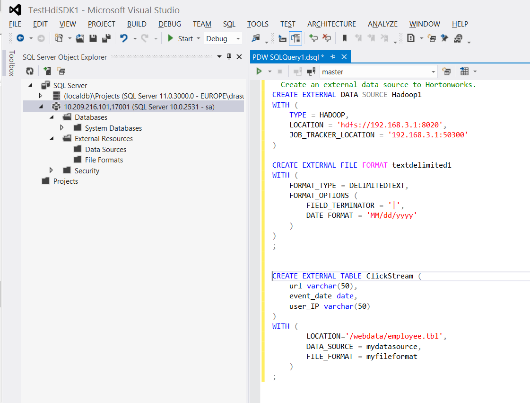 TestHdiSDK1 - Microsoft Visual Studio
FILE EDIT VIEW PROJECT BUILD DEBUG TEAM SQL TOOLS TEST ARCHITECTURE ANALYZE WINDOW HELP
Start Debug
Toolbox
SQL Server Object Explorer
SQL Server
(localdb)\Projects (SQL Server 11.0.3000.0 - EUROPE\drasu
10.209.216.101,17001 (SQL Server 10.0.2531 - sa)
Databases
System Databases
External Resources
Data Sources
File Formats
Security
Projects
PDW SQLQuery1.dsql*
master
Create an external data source to Hortonworks.
CREATE EXTERNAL DATA SOURCE Hadoop1
WITH (
TYPE = HADOOP,
LOCATION = 'hdfs://192.168.3.1:8020',
JOB_TRACKER_LOCATION = '192.168.3.1:50300'
)
CREATE EXTERNAL FILE FORMAT textdelimited1
WITH (
FORMAT_TYPE = DELIMITEDTEXT,
FORMAT_OPTIONS (
FIELD_TERMINATOR = '|',
DATE_FORMAT = 'MM/dd/yyyy'
)
)
;
CREATE EXTERNAL TABLE ClickStream (
url varchar(50),
event_date date,
user_IP varchar(50)
)
WITH (
LOCATION='/webdata/employee.tbl',
DATA_SOURCE = mydatasource,
FILE_FORMAT = myfileformat
)
;